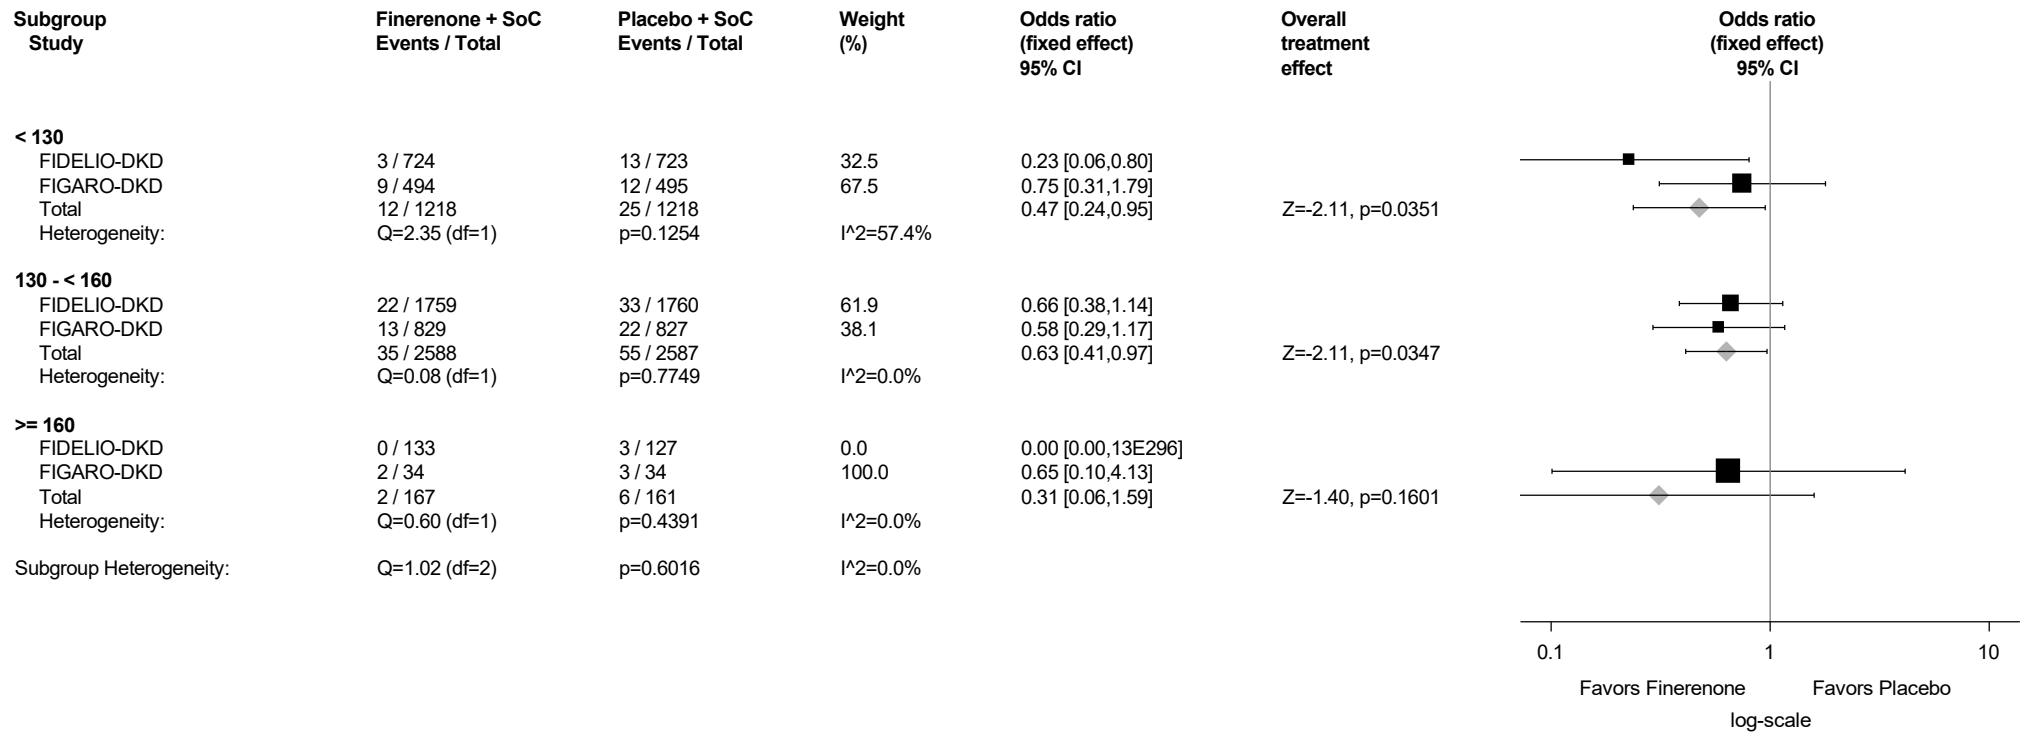 Subgroup Finerenone + SoC Placebo + SoC Weight Odds ratio Overall Odds ratio
Study Events / Total Events / Total (%) (fixed effect) treatment (fixed effect)
95% CI effect 95% CI
< 130
FIDELIO-DKD 3 / 724 13 / 723 32.5 0.23 [0.06,0.80]
FIGARO-DKD 9 / 494 12 / 495 67.5 0.75 [0.31,1.79]
Total 12 / 1218 25 / 1218 0.47 [0.24,0.95] Z=-2.11, p=0.0351
Heterogeneity: Q=2.35 (df=1) p=0.1254 I^2=57.4%
130 - < 160
FIDELIO-DKD 22 / 1759 33 / 1760 61.9 0.66 [0.38,1.14]
FIGARO-DKD 13 / 829 22 / 827 38.1 0.58 [0.29,1.17]
Total 35 / 2588 55 / 2587 0.63 [0.41,0.97] Z=-2.11, p=0.0347
Heterogeneity: Q=0.08 (df=1) p=0.7749 I^2=0.0%
>= 160
FIDELIO-DKD 0 / 133 3 / 127 0.0 0.00 [0.00,13E296]
FIGARO-DKD 2 / 34 3 / 34 100.0 0.65 [0.10,4.13]
Total 2 / 167 6 / 161 0.31 [0.06,1.59] Z=-1.40, p=0.1601
Heterogeneity: Q=0.60 (df=1) p=0.4391 I^2=0.0%
Subgroup Heterogeneity: Q=1.02 (df=2) p=0.6016 I^2=0.0%
0.1 1 10
Favors Finerenone Favors Placebo
log-scale